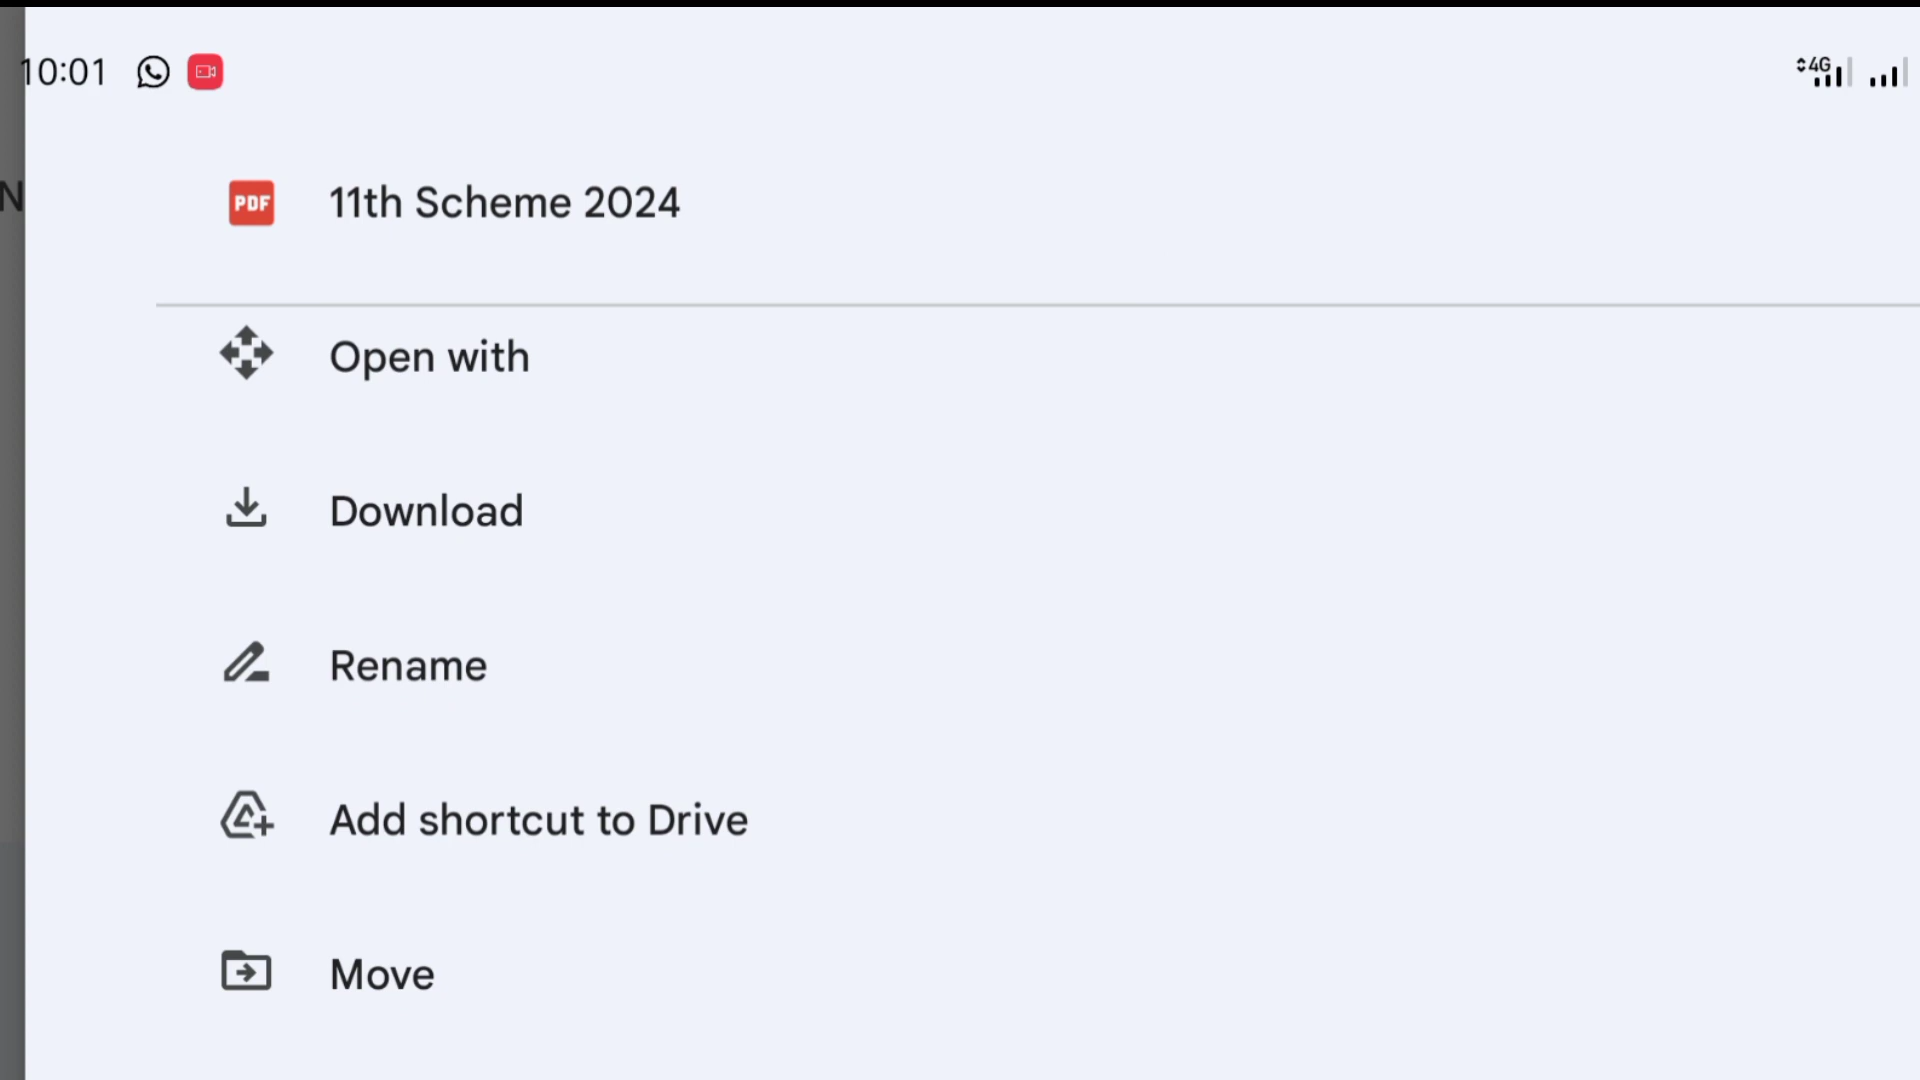 10:01
4G
N
PDF
11th Scheme 2024
Open with
Download
Rename
Add shortcut to Drive
Move